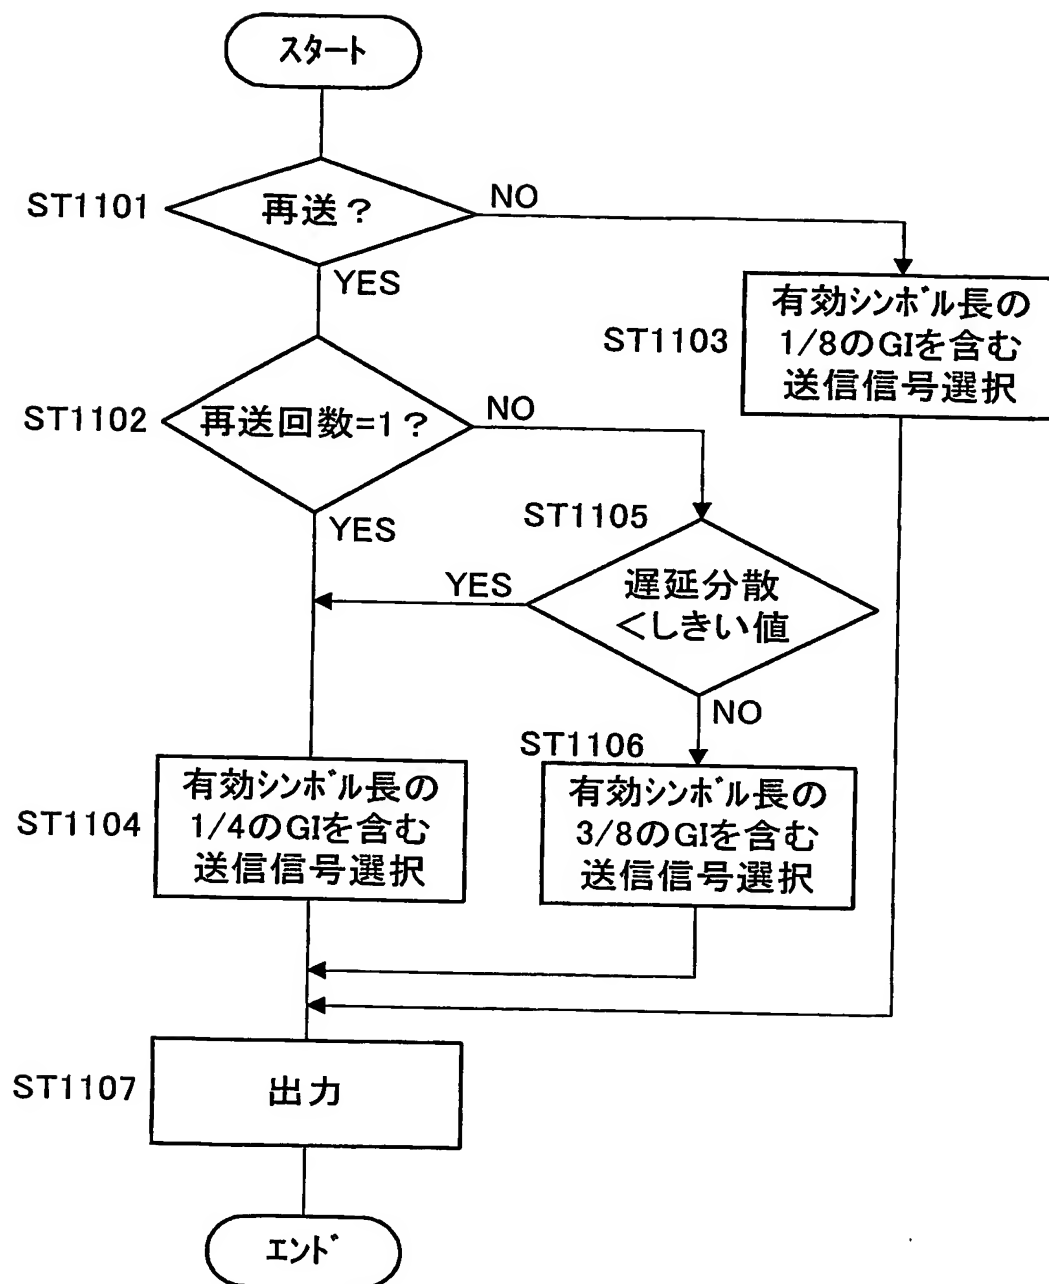 スタート
ST1101
再送?
NO
YES
ST1103
有効シンボル長の
1/8のGIを含む
送信信号選択
ST1102
再送回数=1?
NO
YES
ST1105
遅延分散
<しきい値
YES
NO
ST1106
有効シンボル長の
3/8のGIを含む
送信信号選択
ST1104
有効シンボル長の
1/4のGIを含む
送信信号選択
ST1107
出力
エンド